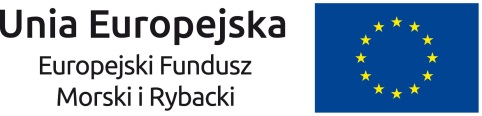 Unia Europejska
Europejski Fundusz
Morski i Rybacki